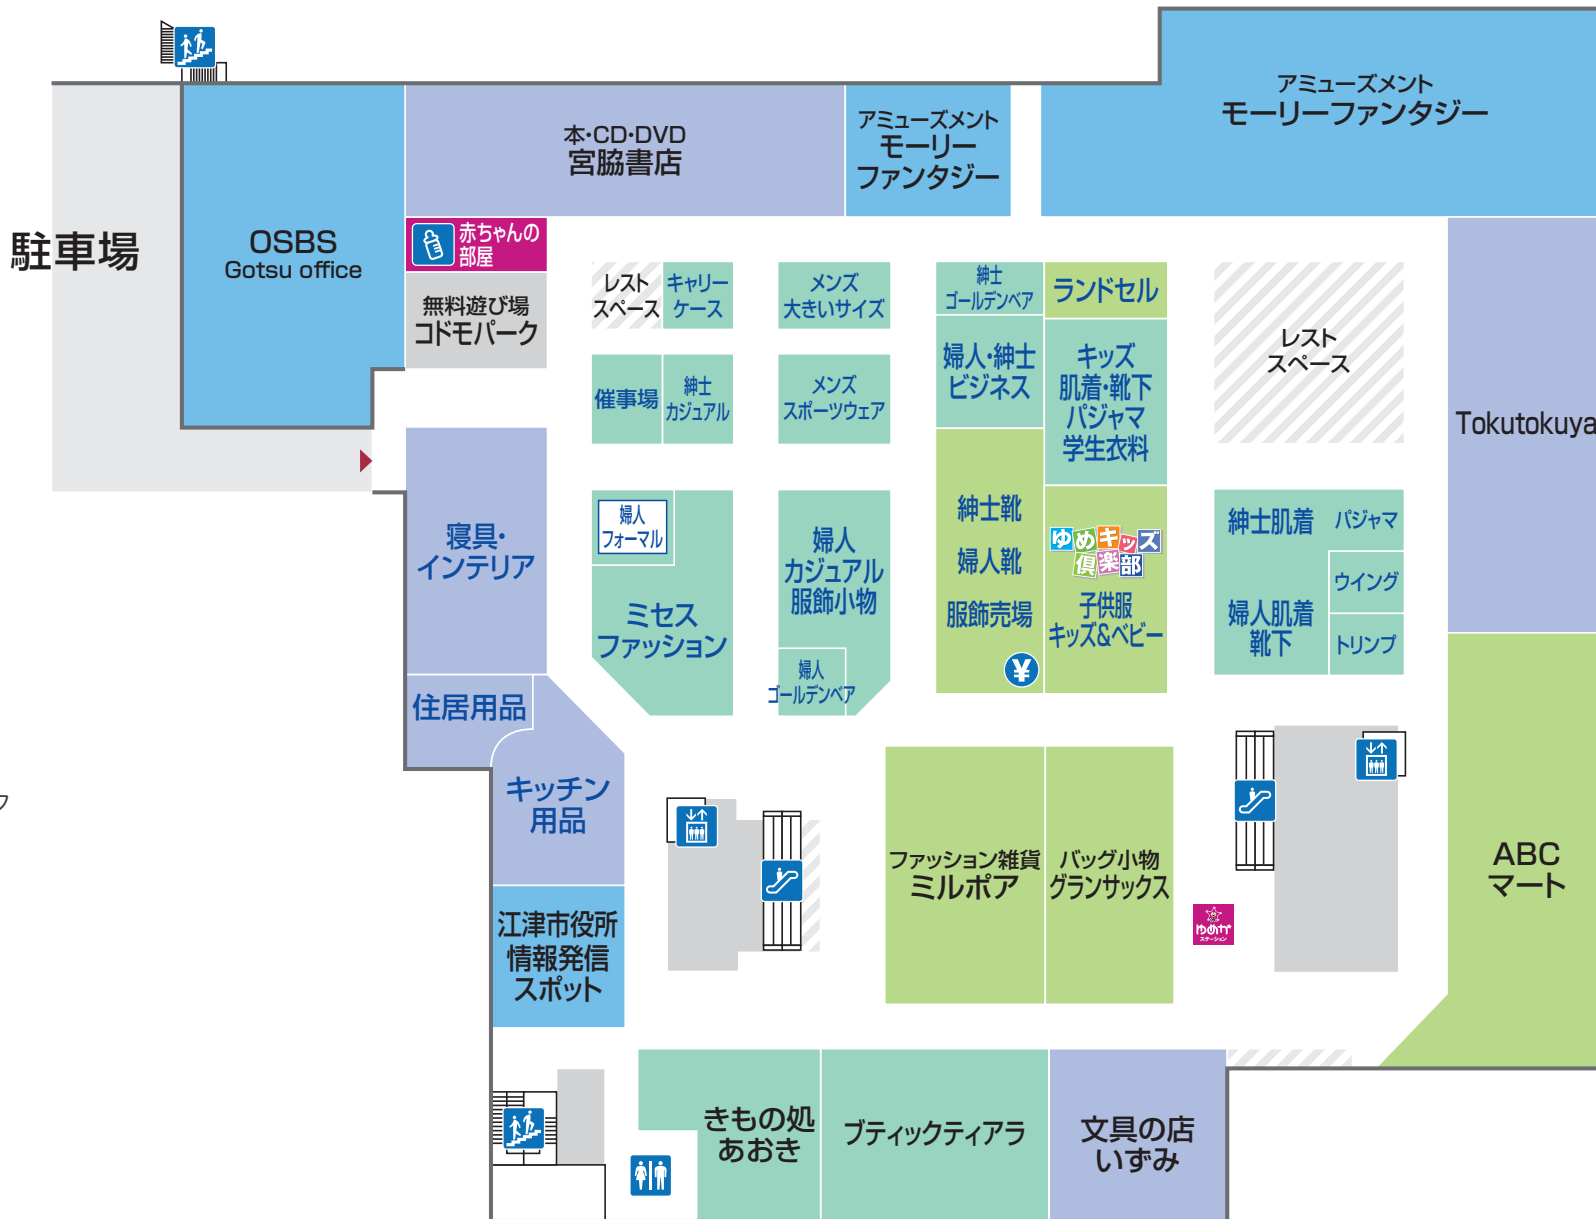 アミューズメント
モーリーファンタジー
本・CD・DVD
宮脇書店
アミューズメント
モーリー
ファンタジー
駐車場
OSBS
Gotsu office
赤ちゃんの
部屋
無料遊び場
コドモパーク
レスト
スペース
キャリー
ケース
メンズ
大きいサイズ
紳士
ゴールデンベア
ランドセル
レスト
スペース
催事場
紳士
カジュアル
メンズ
スポーツウェア
婦人・紳士
ビジネス
キッズ
肌着・靴下
パジャマ
学生衣料
Tokutokuya
寝具・
インテリア
婦人
フォーマル
ミセス
ファッション
婦人
カジュアル
服飾小物
婦人
ゴールデンベア
紳士靴
婦人靴
服飾売場
¥
ゆめキッズ
倶楽部
子供服
キッズ&ベビー
紳士肌着
パジャマ
ウイング
婦人肌着
靴下
トリンプ
住居用品
キッチン
用品
ク
ファッション雑貨
ミルポア
バッグ小物
グランサックス
ABC
マート
ゆめか
ステーション
江津市役所
情報発信
スポット
きもの処
あおき
ブティックティアラ
文具の店
いずみ